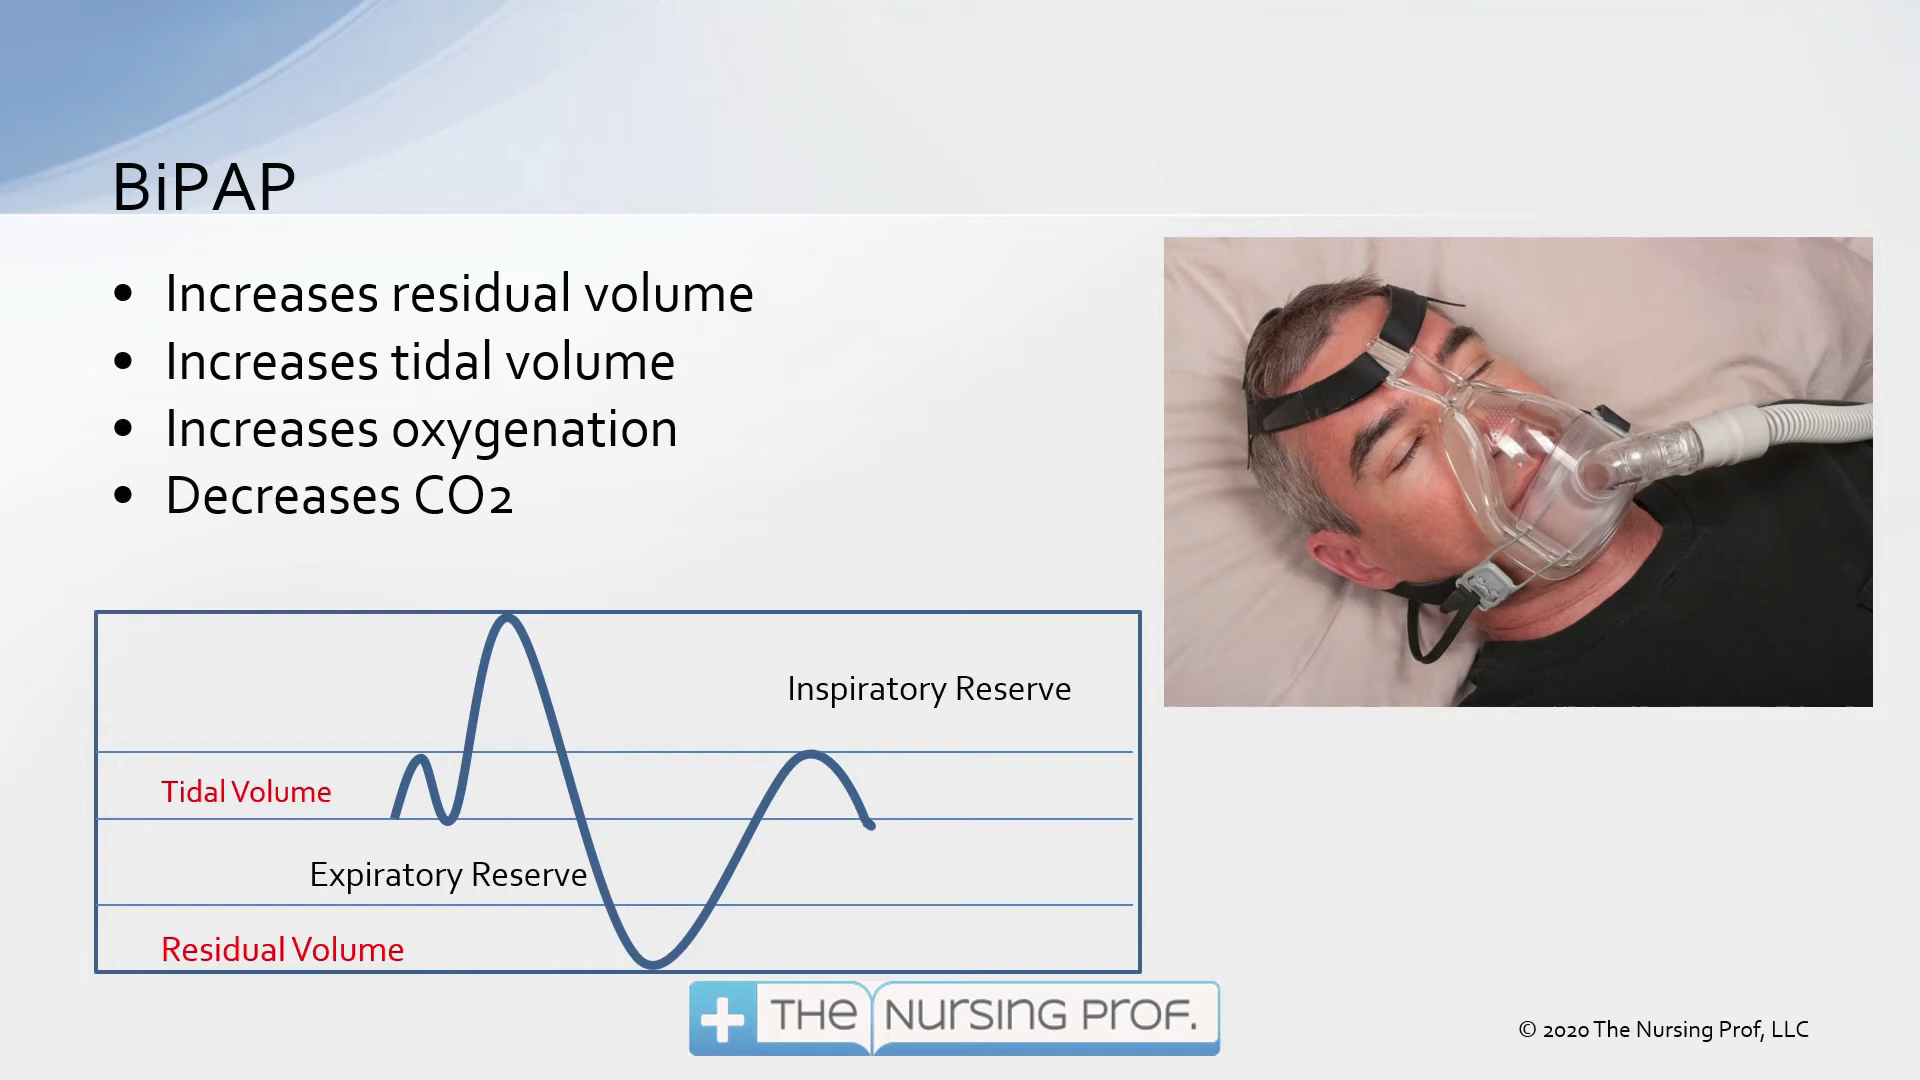 BiPAP
• Increases residual volume
• Increases tidal volume
• Increases oxygenation
• Decreases CO2
Inspiratory Reserve
Tidal Volume
Expiratory Reserve
Residual Volume
THE NURSING PROF.
© 2020 The Nursing Prof, LLC